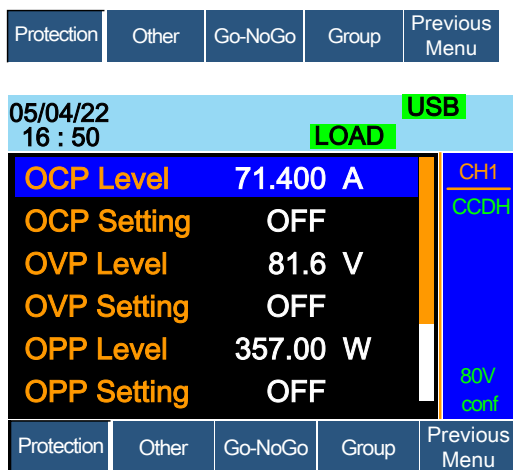 Protection Other Go-NoGo Group Previous Menu
05/04/22 USB
16 : 50 LOAD
OCP Level 71.400 A CH1
OCP Setting OFF CCDH
OVP Level 81.6 V
OVP Setting OFF
OPP Level 357.00 W
OPP Setting OFF
80V
conf
Protection Other Go-NoGo Group Previous Menu